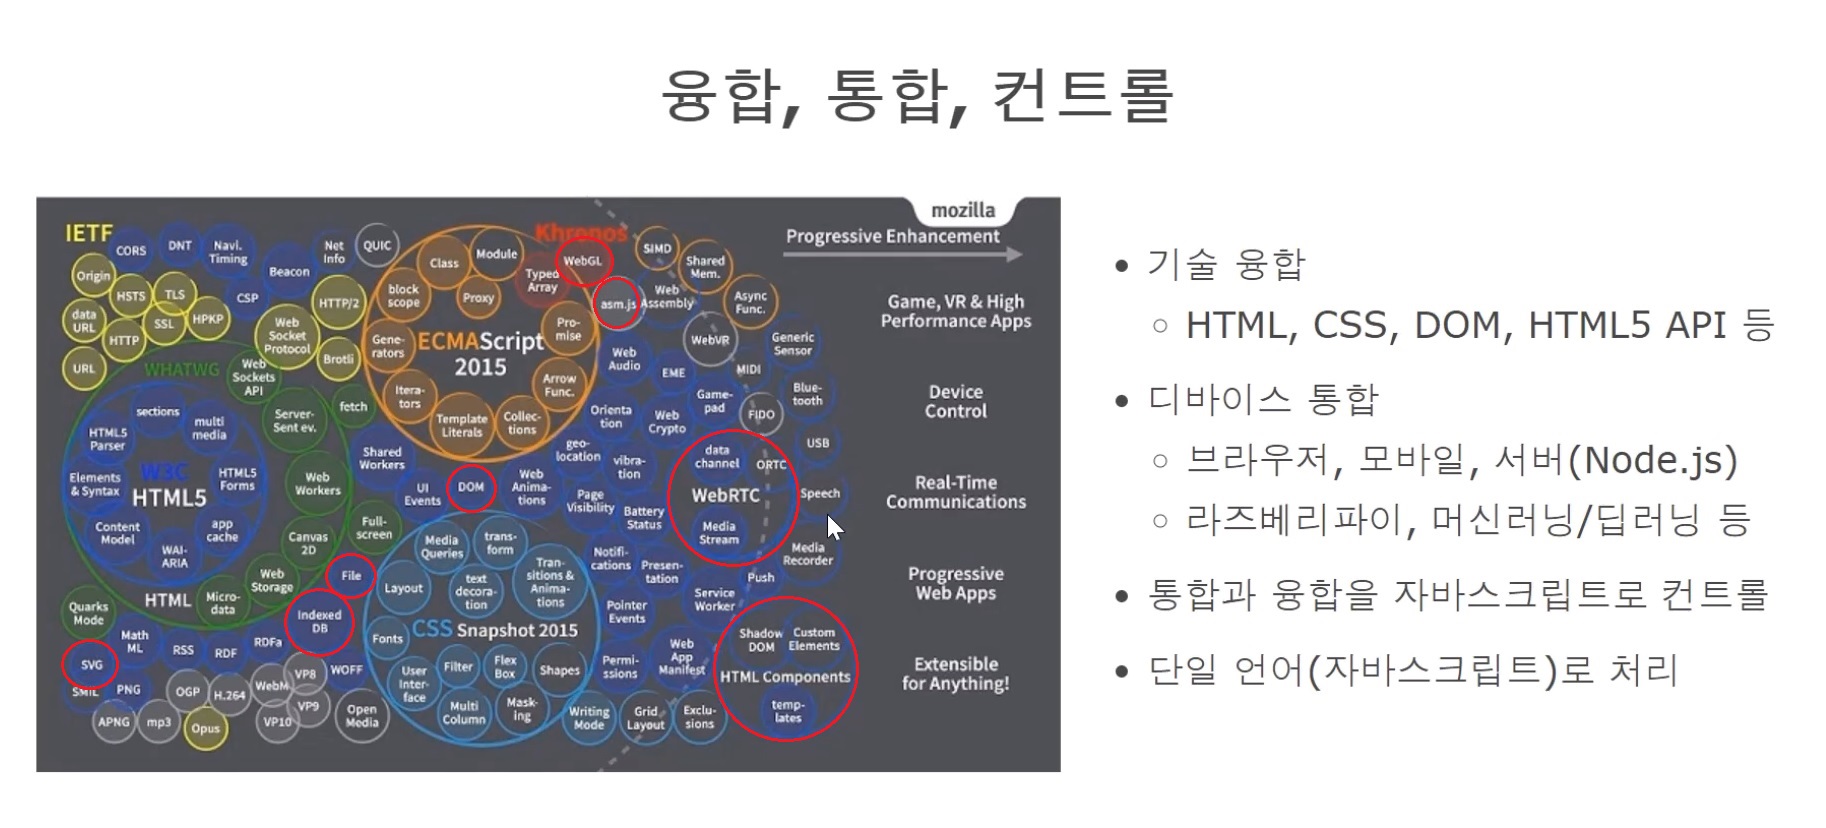 융합, 통합, 컨트롤
mozilla
Progressive Enhancement
IETF
CORS
DNT
Navi.
Timing
Beacon
Net
Info
QUIC
Origin
HSTS
TLS
CSP
HTTP/2
data
URL
HTTP
SSL
HPKP
Web
Socket
Protocol
URL
Brotli
WHATWG
Web
Sockets
API
fetch
Server-
Sent ev.
sections
multi
media
HTML5
Parser
Elements
& Syntax
W3C
HTML5
HTML5
Forms
Content
Model
app
cache
WAI-
ARIA
Web
Workers
Canvas
2D
Full-
screen
Web
Storage
File
HTML
Micro-
data
Indexed
DB
Quarks
Mode
Math
ML
RSS
RDF
RDFa
SVG
SMIL
PNG
OGP
H.264
WebM
VP8
WOFF
APNG
mp3
Opus
VP10
VP9
Open
Media
Khronos
Class
Module
WebGL
Typed
Array
block
scope
Proxy
asm.js
Gene-
rators
ECMAScript
2015
Pro-
mise
Itera-
tors
Arrow
Func.
Template
Literals
Collec-
tions
SIMD
Shared
Mem.
Web
Assembly
Async
Func.
WebVR
Generic
Sensor
Web
Audio
EME
MIDI
Game-
pad
Blue-
tooth
Orienta
tion
Web
Crypto
FIDO
USB
Shared
Workers
geo-
location
vibra-
tion
data
channel
ORTC
UI
Events
DOM
Web
Anima-
tions
Page
Visibility
Battery
Status
WebRTC
Speech
Media
Stream
Media
Recorder
Media
Queries
trans-
form
Tran-
sitions &
Anima-
tions
Layout
text
decora-
tion
Notifi-
cations
Presen-
tation
Push
Pointer
Events
Service
Worker
Fonts
CSS Snapshot 2015
User
Inter-
face
Filter
Flex
Box
Shapes
Multi
Column
Mask-
ing
Permi-
ssions
Web
App
Manifest
Shadow
DOM
Custom
Elements
HTML Components
temp-
lates
Writing
Mode
Grid
Layout
Exclu-
sions
Game, VR & High
Performance Apps
Device
Control
Real-Time
Communications
Progressive
Web Apps
Extensible
for Anything!
• 기술 융합
○ HTML, CSS, DOM, HTML5 API 등
• 디바이스 통합
○ 브라우저, 모바일, 서버(Node.js)
○ 라즈베리파이, 머신러닝/딥러닝 등
• 통합과 융합을 자바스크립트로 컨트롤
• 단일 언어(자바스크립트)로 처리